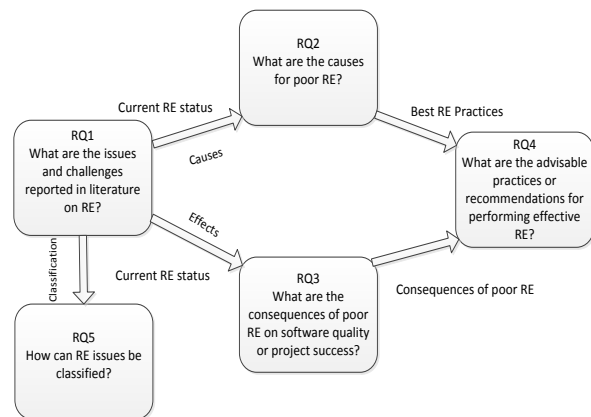 RQ2
What are the causes
for poor RE?
Current RE status
Causes
Best RE Practices
RQ1
What are the issues
and challenges
reported in literature
on RE?
RQ4
What are the advisable
practices or
recommendations for
performing effective
RE?
Effects
Classification
Current RE status
RQ3
What are the
consequences of poor
RE on software quality
or project success?
Consequences of poor RE
RQ5
How can RE issues be
classified?